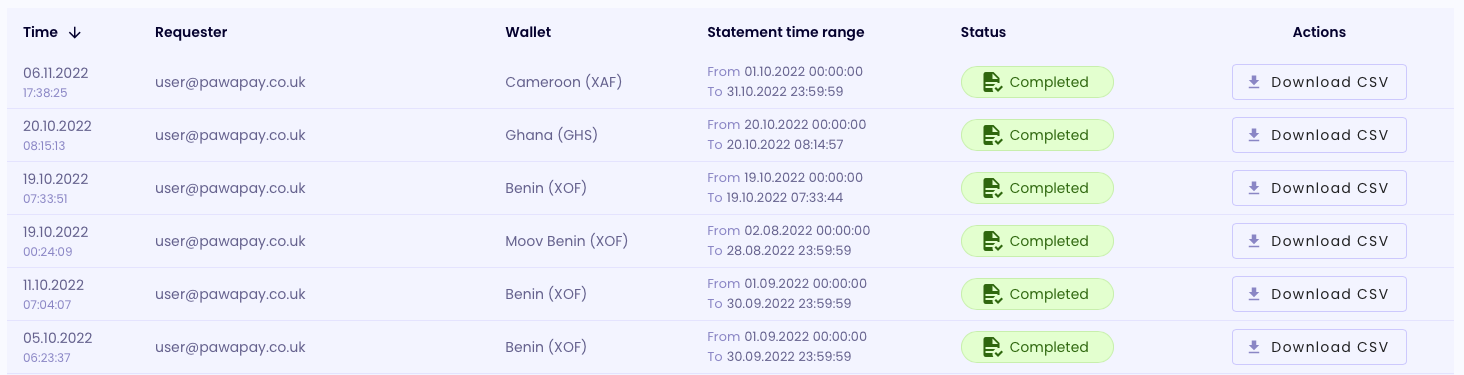 Time Requester Wallet Statement time range Status Actions
06.11.2022
17:38:25
user@pawapay.co.uk
Cameroon (XAF)
From 01.10.2022 00:00:00
To 31.10.2022 23:59:59
Completed
Download CSV
20.10.2022
08:15:13
user@pawapay.co.uk
Ghana (GHS)
From 20.10.2022 00:00:00
To 20.10.2022 08:14:57
Completed
Download CSV
19.10.2022
07:33:51
user@pawapay.co.uk
Benin (XOF)
From 19.10.2022 00:00:00
To 19.10.2022 07:33:44
Completed
Download CSV
19.10.2022
00:24:09
user@pawapay.co.uk
Moov Benin (XOF)
From 02.08.2022 00:00:00
To 28.08.2022 23:59:59
Completed
Download CSV
11.10.2022
07:04:07
user@pawapay.co.uk
Benin (XOF)
From 01.09.2022 00:00:00
To 30.09.2022 23:59:59
Completed
Download CSV
05.10.2022
06:23:37
user@pawapay.co.uk
Benin (XOF)
From 01.09.2022 00:00:00
To 30.09.2022 23:59:59
Completed
Download CSV